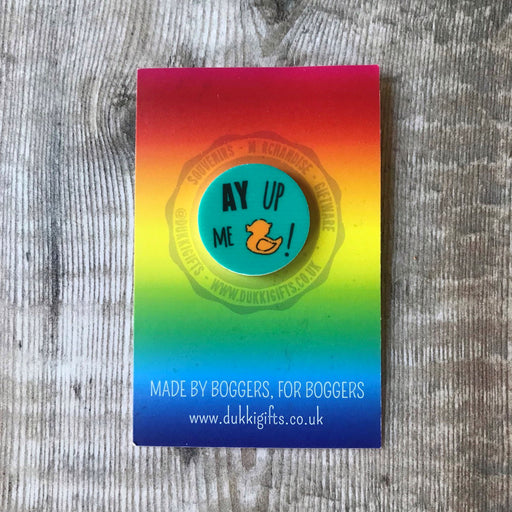 SOUVENIRS - M RCHANDISE - GIFTWARE
@DUKKIGIFTS - WWW.DUKKIGIFTS.CO.UK
AY UP
ME !
MADE BY BOGGERS, FOR BOGGERS
www.dukkigifts.co.uk